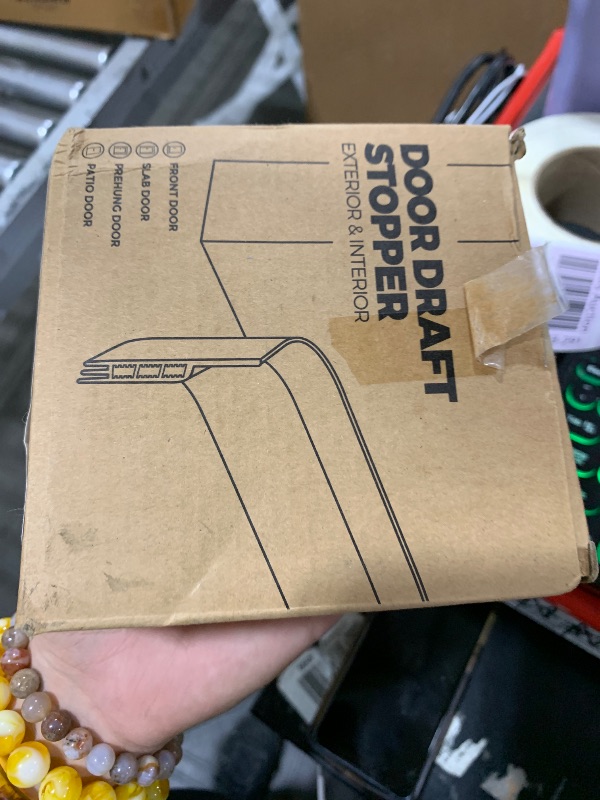 DOOR DRAFT
STOPPER
EXTERIOR & INTERIOR
FRONT DOOR
SLAB DOOR
PREHUNG DOOR
PATIO DOOR